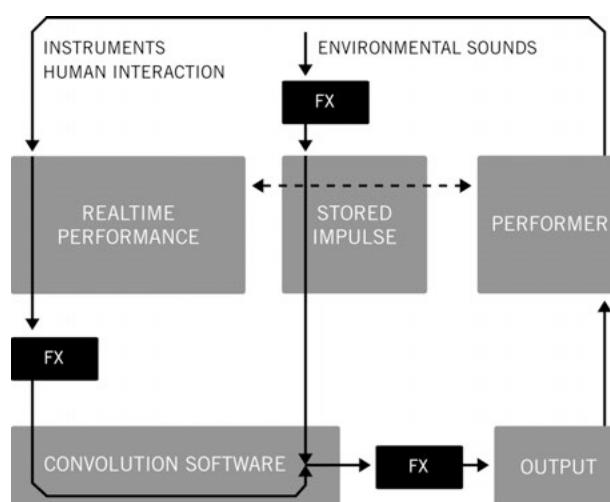 INSTRUMENTS
HUMAN INTERACTION
ENVIRONMENTAL SOUNDS
FX
REALTIME
PERFORMANCE
STORED
IMPULSE
PERFORMER
FX
CONVOLUTION SOFTWARE
FX
OUTPUT